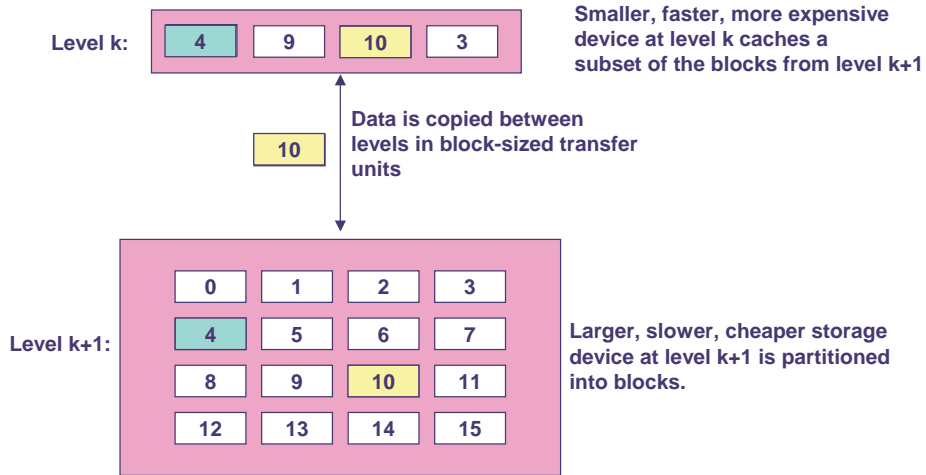 Smaller, faster, more expensive
device at level k caches a
subset of the blocks from level k+1
Level k:
4 9 10 3
Data is copied between
levels in block-sized transfer
units
10
0 1 2 3
Level k+1:
4 5 6 7
8 9 10 11
12 13 14 15
Larger, slower, cheaper storage
device at level k+1 is partitioned
into blocks.